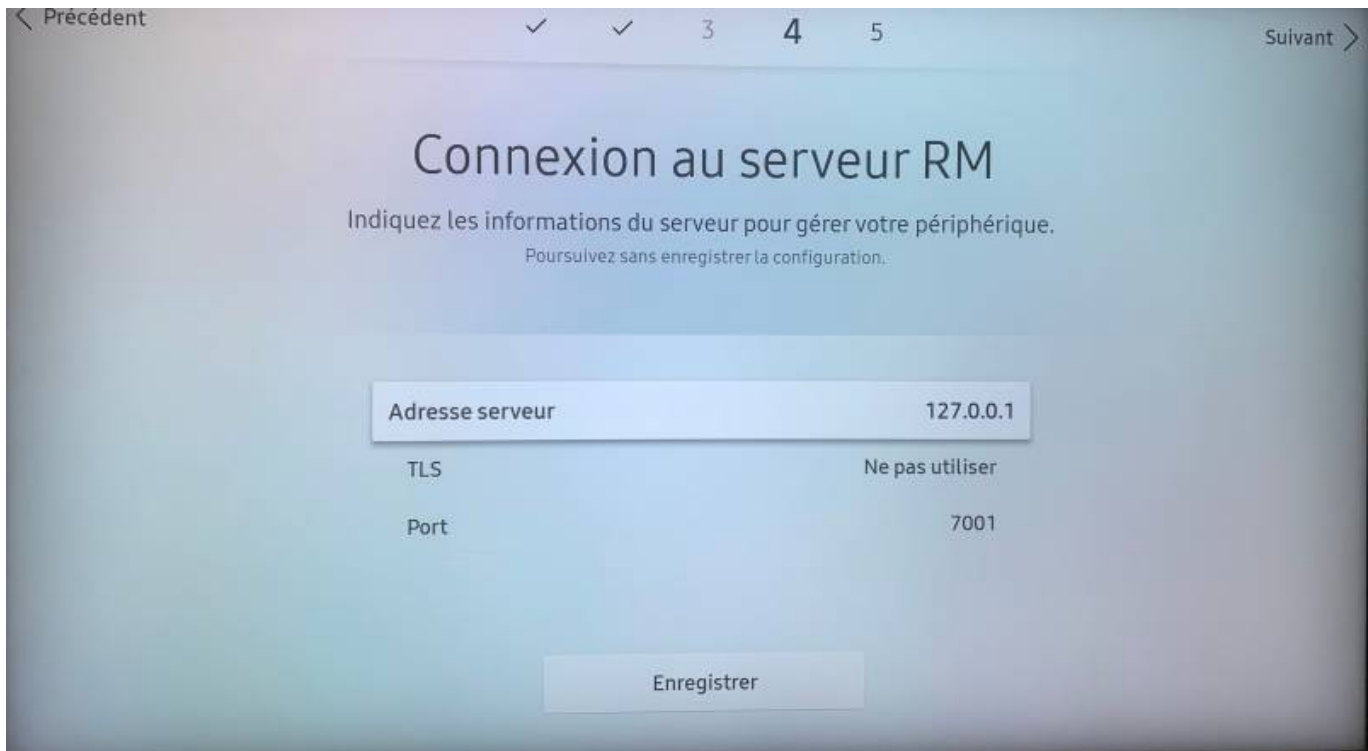 Précédent
3 4 5
Suivant
Connexion au serveur RM
Indiquez les informations du serveur pour gérer votre périphérique.
Poursuivez sans enregistrer la configuration.
Adresse serveur 127.0.0.1
TLS Ne pas utiliser
Port 7001
Enregistrer